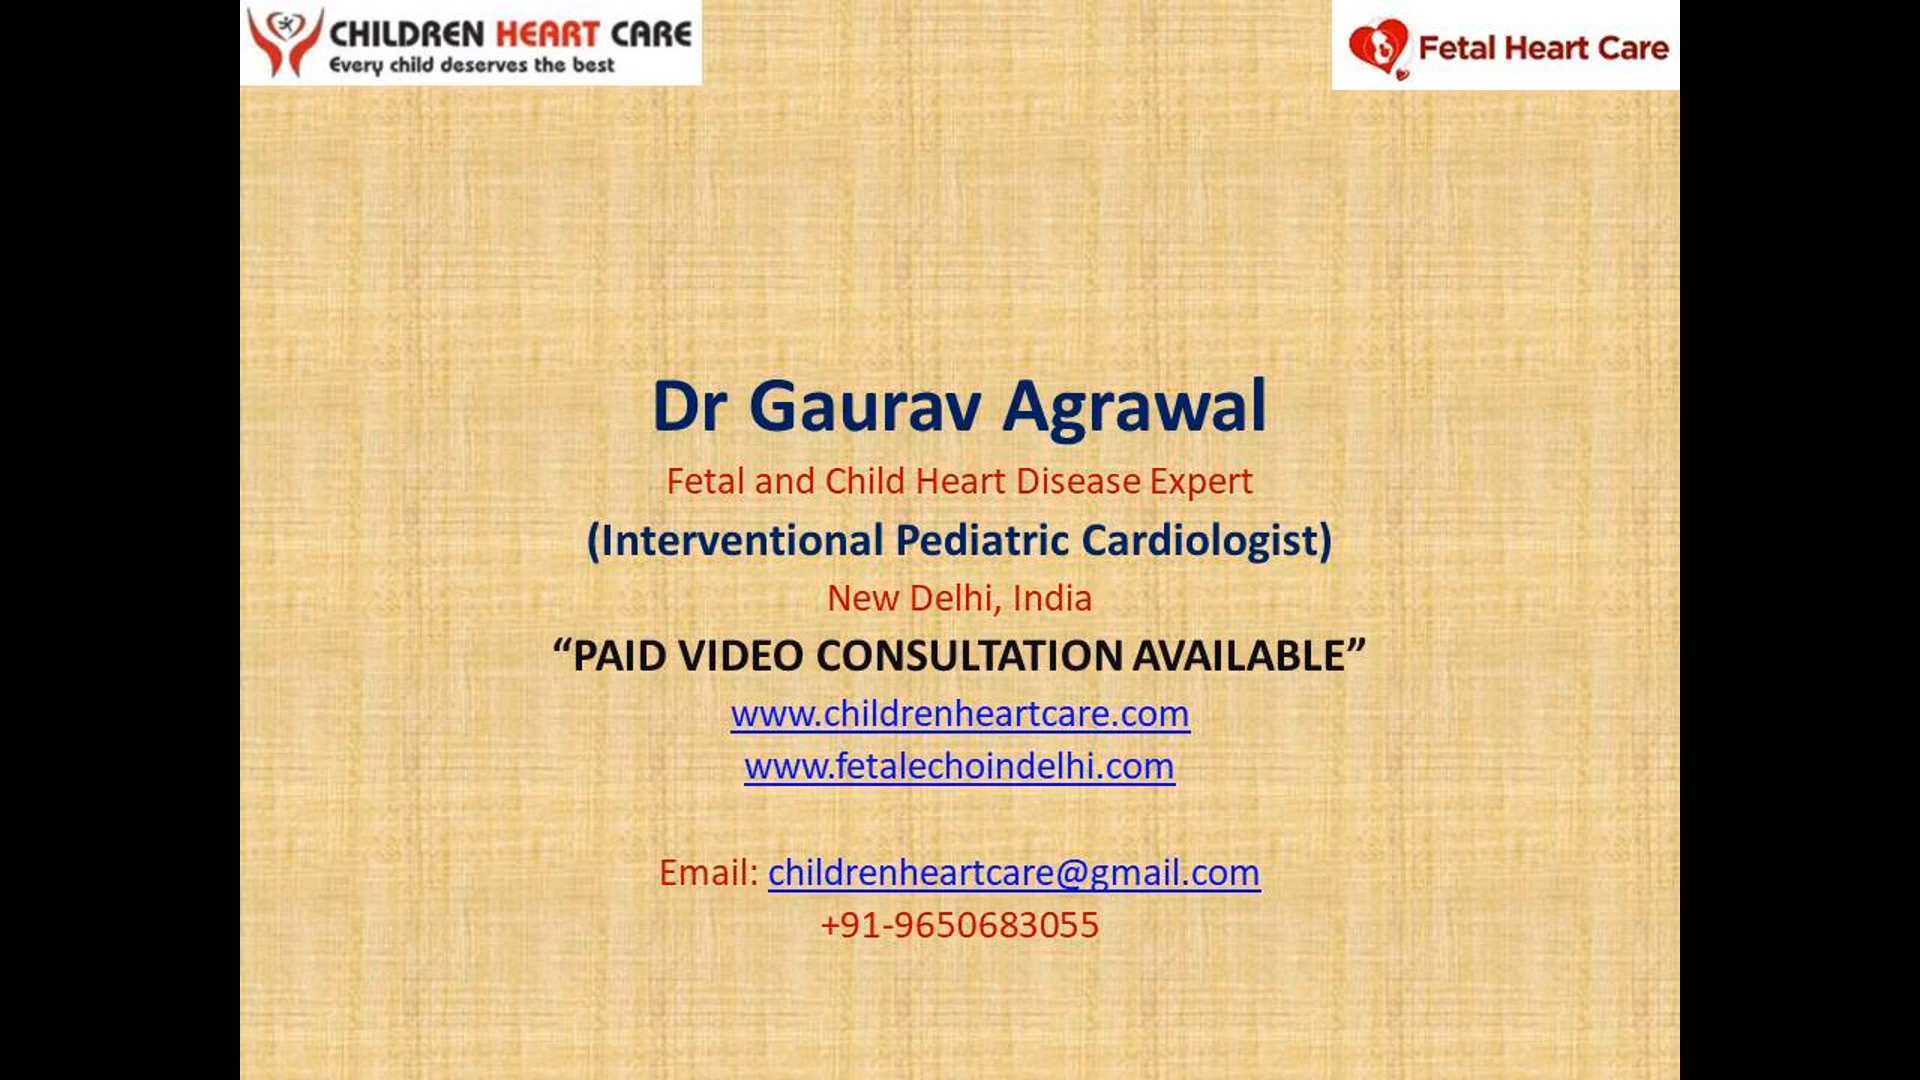 CHILDREN HEART CARE
Every child deserves the best
Fetal Heart Care
Dr Gaurav Agrawal
Fetal and Child Heart Disease Expert
(Interventional Pediatric Cardiologist)
New Delhi, India
“PAID VIDEO CONSULTATION AVAILABLE”
www.childrenheartcare.com
www.fetalechoindelhi.com
Email: childrenheartcare@gmail.com
+91-9650683055